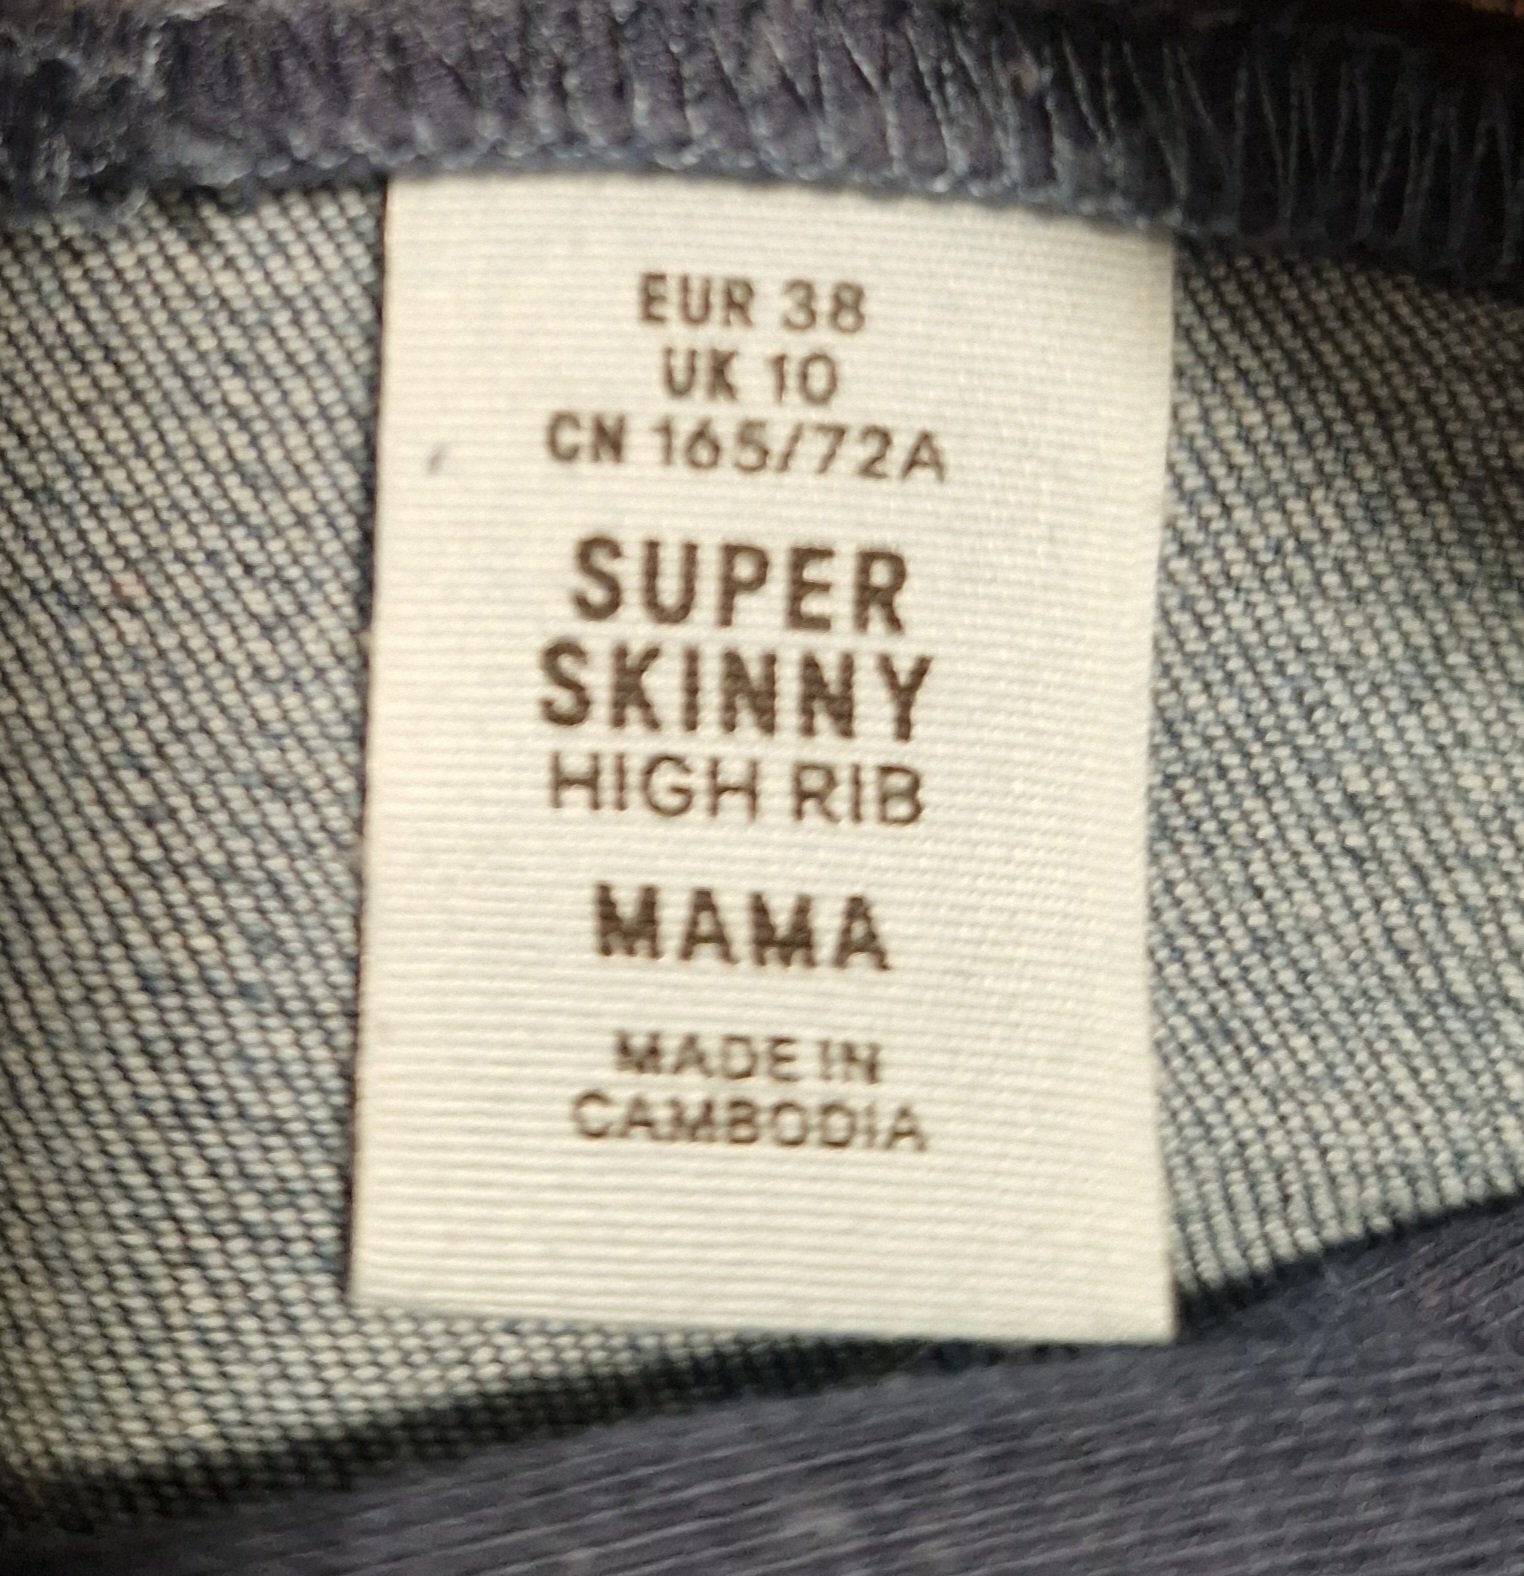 EUR 38
UK 10
CN 165/72A
SUPER
SKINNY
HIGH RIB
MAMA
MADE IN
CAMBODIA